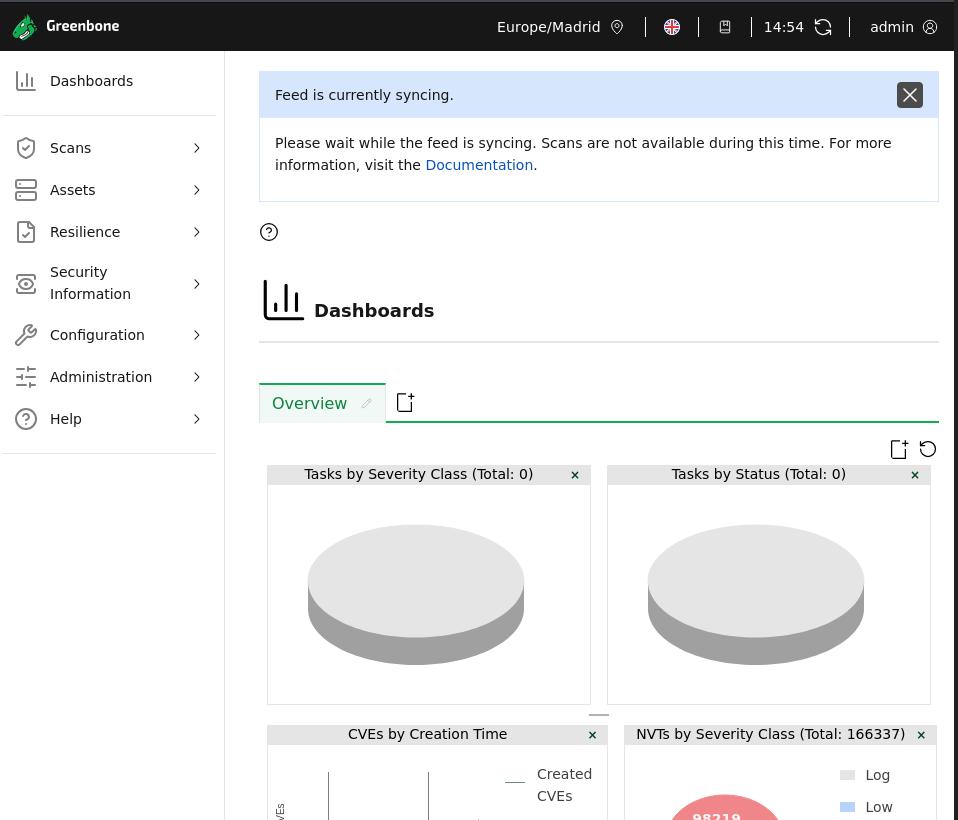 Greenbone
Europe/Madrid
14:54
admin
Dashboards
Scans
Assets
Resilience
Security
Information
Configuration
Administration
Help
Feed is currently syncing.
Please wait while the feed is syncing. Scans are not available during this time. For more
information, visit the Documentation.
Dashboards
Overview
Tasks by Severity Class (Total: 0)
Tasks by Status (Total: 0)
CVEs by Creation Time
Created
CVEs
NVTs by Severity Class (Total: 166337)
98219
Log
Low